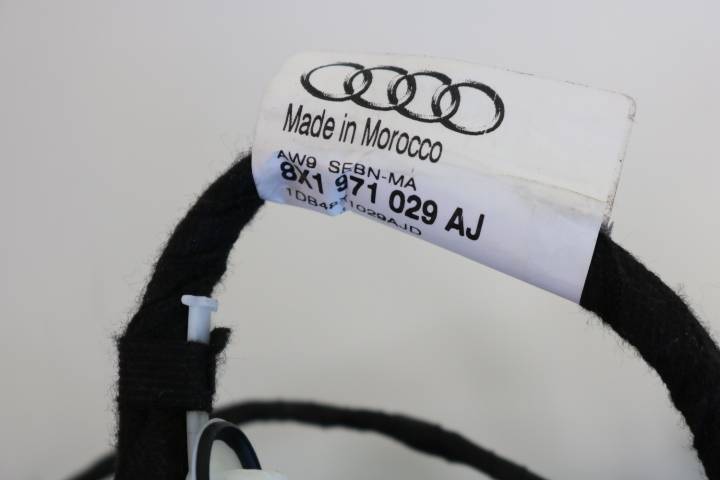 Made in Morocco
AW9 SFBN-MA
8X1 971 029 AJ